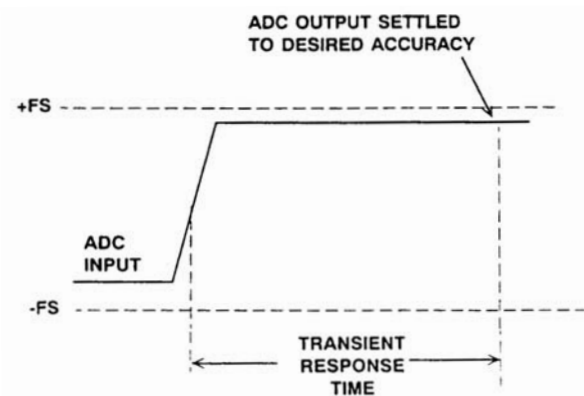 ADC OUTPUT SETTLED
TO DESIRED ACCURACY
+FS
ADC
INPUT
-FS
TRANSIENT
RESPONSE
TIME